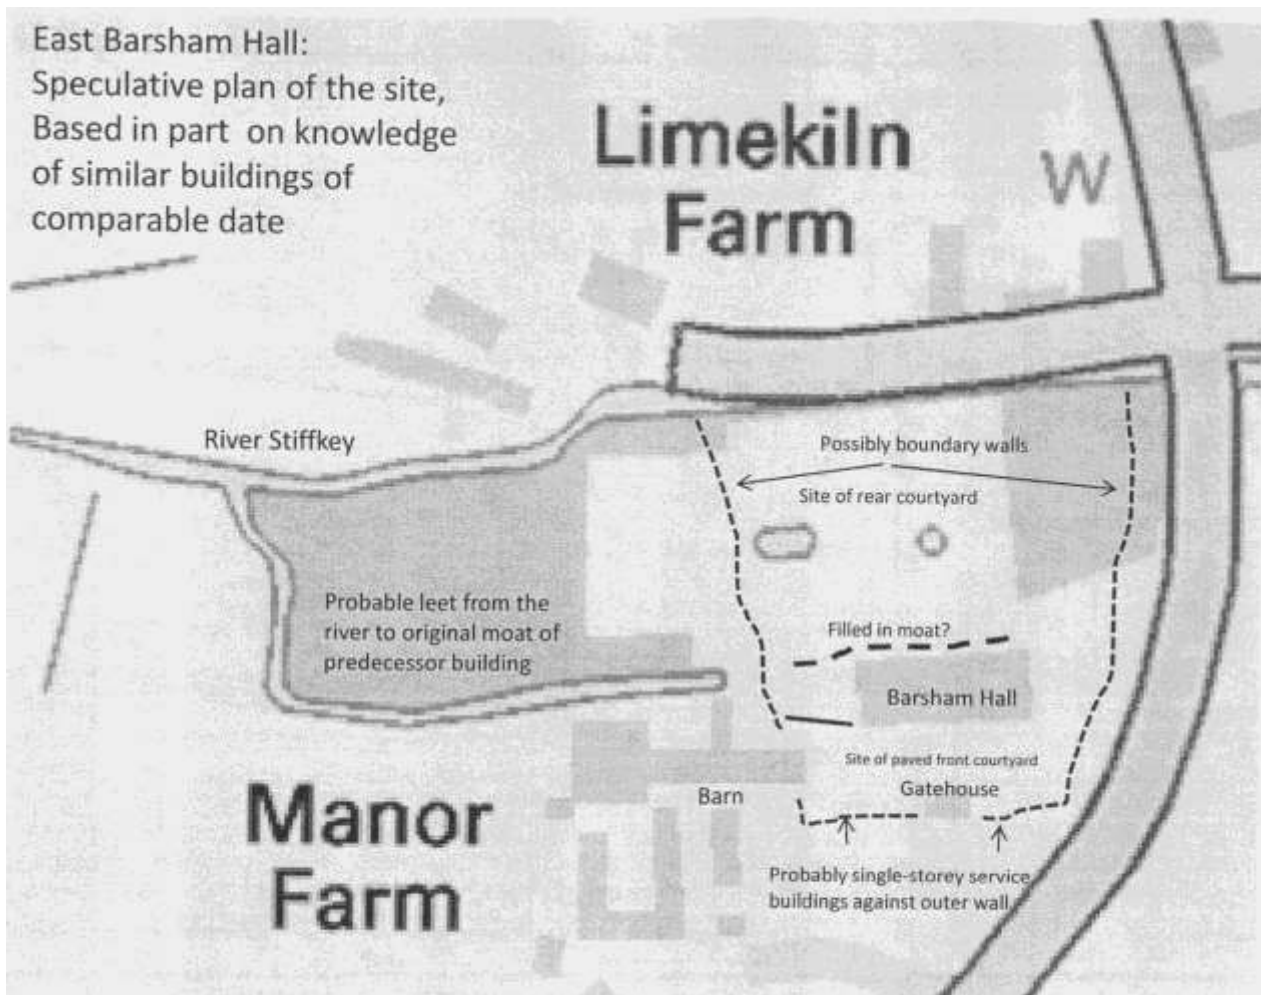 East Barsham Hall:
Speculative plan of the site,
Based in part on knowledge
of similar buildings of
comparable date
Limekiln
Farm
W
River Stiffkey
Possibly boundary walls
Site of rear courtyard
Probable leet from the
river to original moat of
predecessor building
Filled in moat?
Barsham Hall
Site of paved front courtyard
Gatehouse
Barn
Manor
Farm
Probably single-storey service
buildings against outer wall